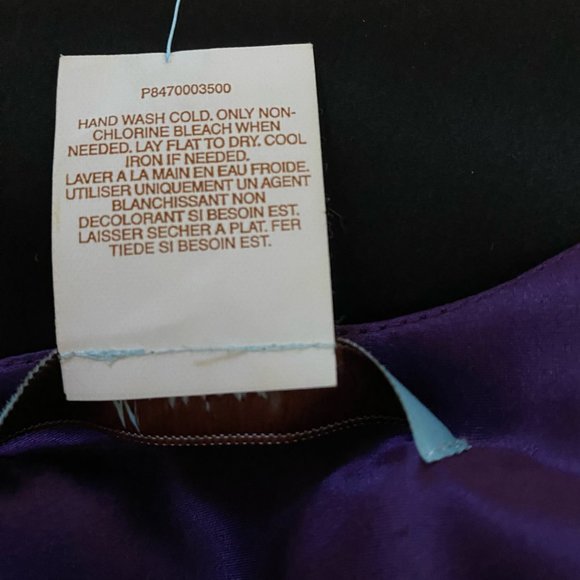 P8470003500
HAND WASH COLD. ONLY NON-
CHLORINE BLEACH WHEN
NEEDED. LAY FLAT TO DRY. COOL
IRON IF NEEDED.
LAVER A LA MAIN EN EAU FROIDE.
UTILISER UNIQUEMENT UN AGENT
BLANCHISSANT NON
DECOLORANT SI BESOIN EST.
LAISSER SECHER A PLAT. FER
TIEDE SI BESOIN EST.